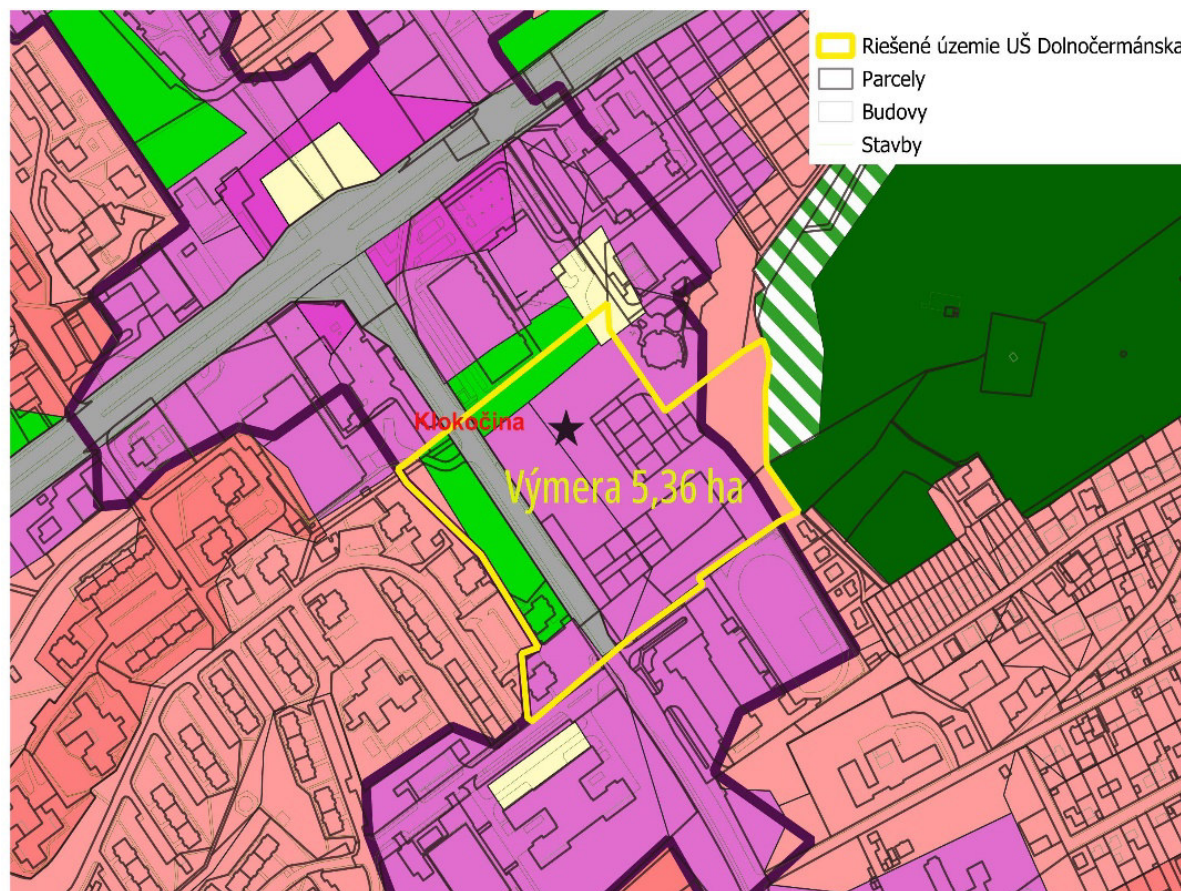 Riešené územie UŠ Dolnočermánska
Parcely
Budovy
Stavby
Klokočina
Výmera 5,36 ha